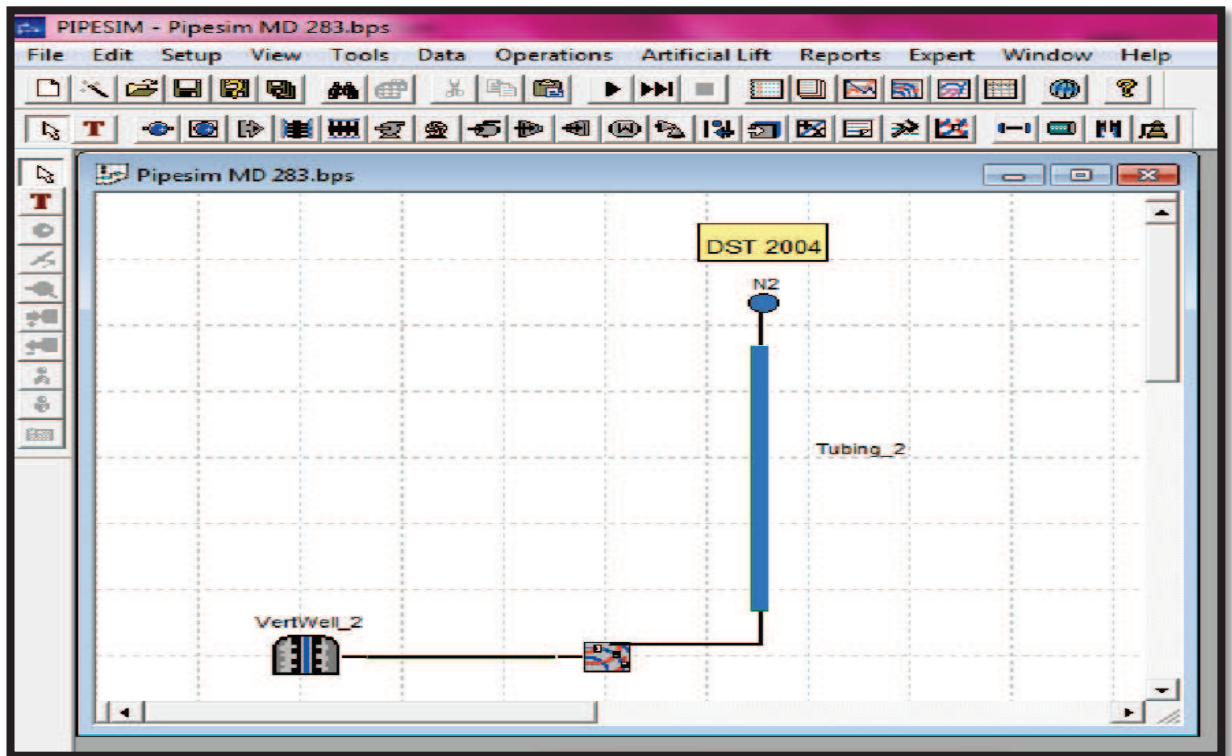 PIPESIM - Pipesim MD 283.bps
File Edit Setup View Tools Data Operations Artificial Lift Reports Expert Window Help
T
Pipesim MD 283.bps
T
DST 2004
N2
Tubing_2
VertWell_2